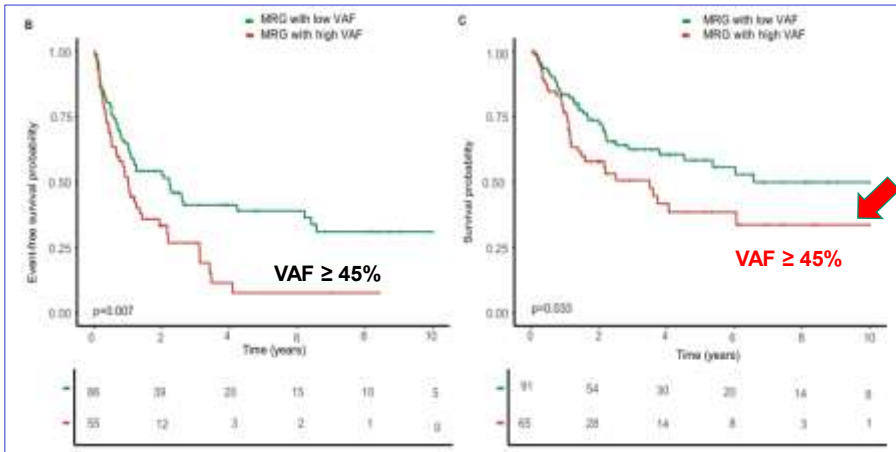 B
MRG with low VAF
MRG with high VAF
Event-free survival probability
1.00
0.75
0.50
0.25
0.00
VAF ≥ 45%
p=0.007
0 2 4 6 8 10
Time (years)
86 39 20 15 10 5
55 12 3 2 1 0
C
MRG with low VAF
MRG with high VAF
Survival probability
1.00
0.75
0.50
0.25
0.00
VAF ≥ 45%
p=0.033
0 2 4 6 8 10
Time (years)
91 54 30 20 14
65 28 14 8 3 1